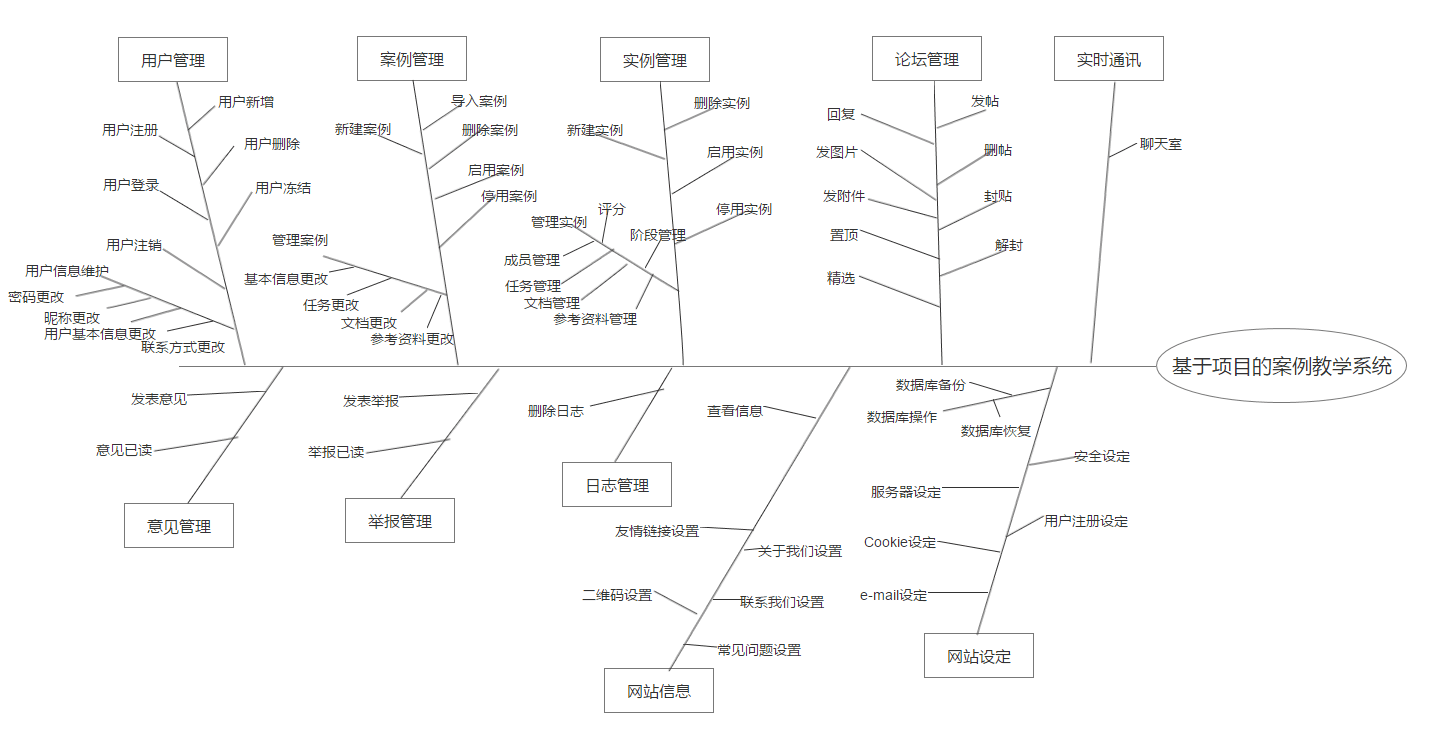 用户管理
案例管理
实例管理
论坛管理
实时通讯
用户新增
用户注册
用户删除
用户登录
用户冻结
用户注销
用户信息维护
密码更改
昵称更改
用户基本信息更改
联系方式更改
导入案例
新建案例
删除案例
启用案例
停用案例
管理案例
基本信息更改
任务更改
文档更改
参考资料更改
删除实例
新建实例
启用实例
停用实例
评分
管理实例
阶段管理
成员管理
任务管理
文档管理
参考资料管理
发帖
回复
删帖
发图片
发附件
封贴
置顶
解封
精选
聊天室
基于项目的案例教学系统
发表意见
意见已读
意见管理
发表举报
举报已读
举报管理
删除日志
日志管理
查看信息
友情链接设置
关于我们设置
二维码设置
联系我们设置
常见问题设置
网站信息
数据库备份
数据库操作
数据库恢复
安全设定
服务器设定
用户注册设定
Cookie设定
e-mail设定
网站设定